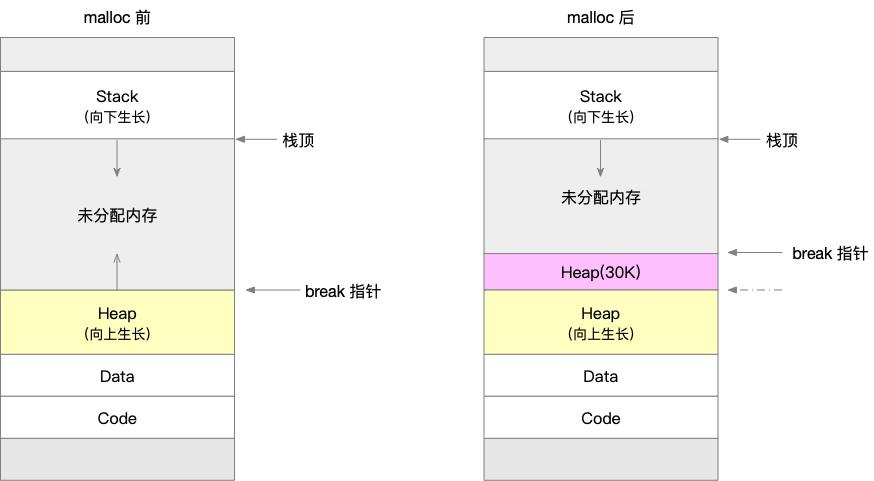 malloc 前
Stack
(向下生长)
栈顶
未分配内存
break 指针
Heap
(向上生长)
Data
Code
malloc 后
Stack
(向下生长)
栈顶
未分配内存
break 指针
Heap(30K)
Heap
(向上生长)
Data
Code